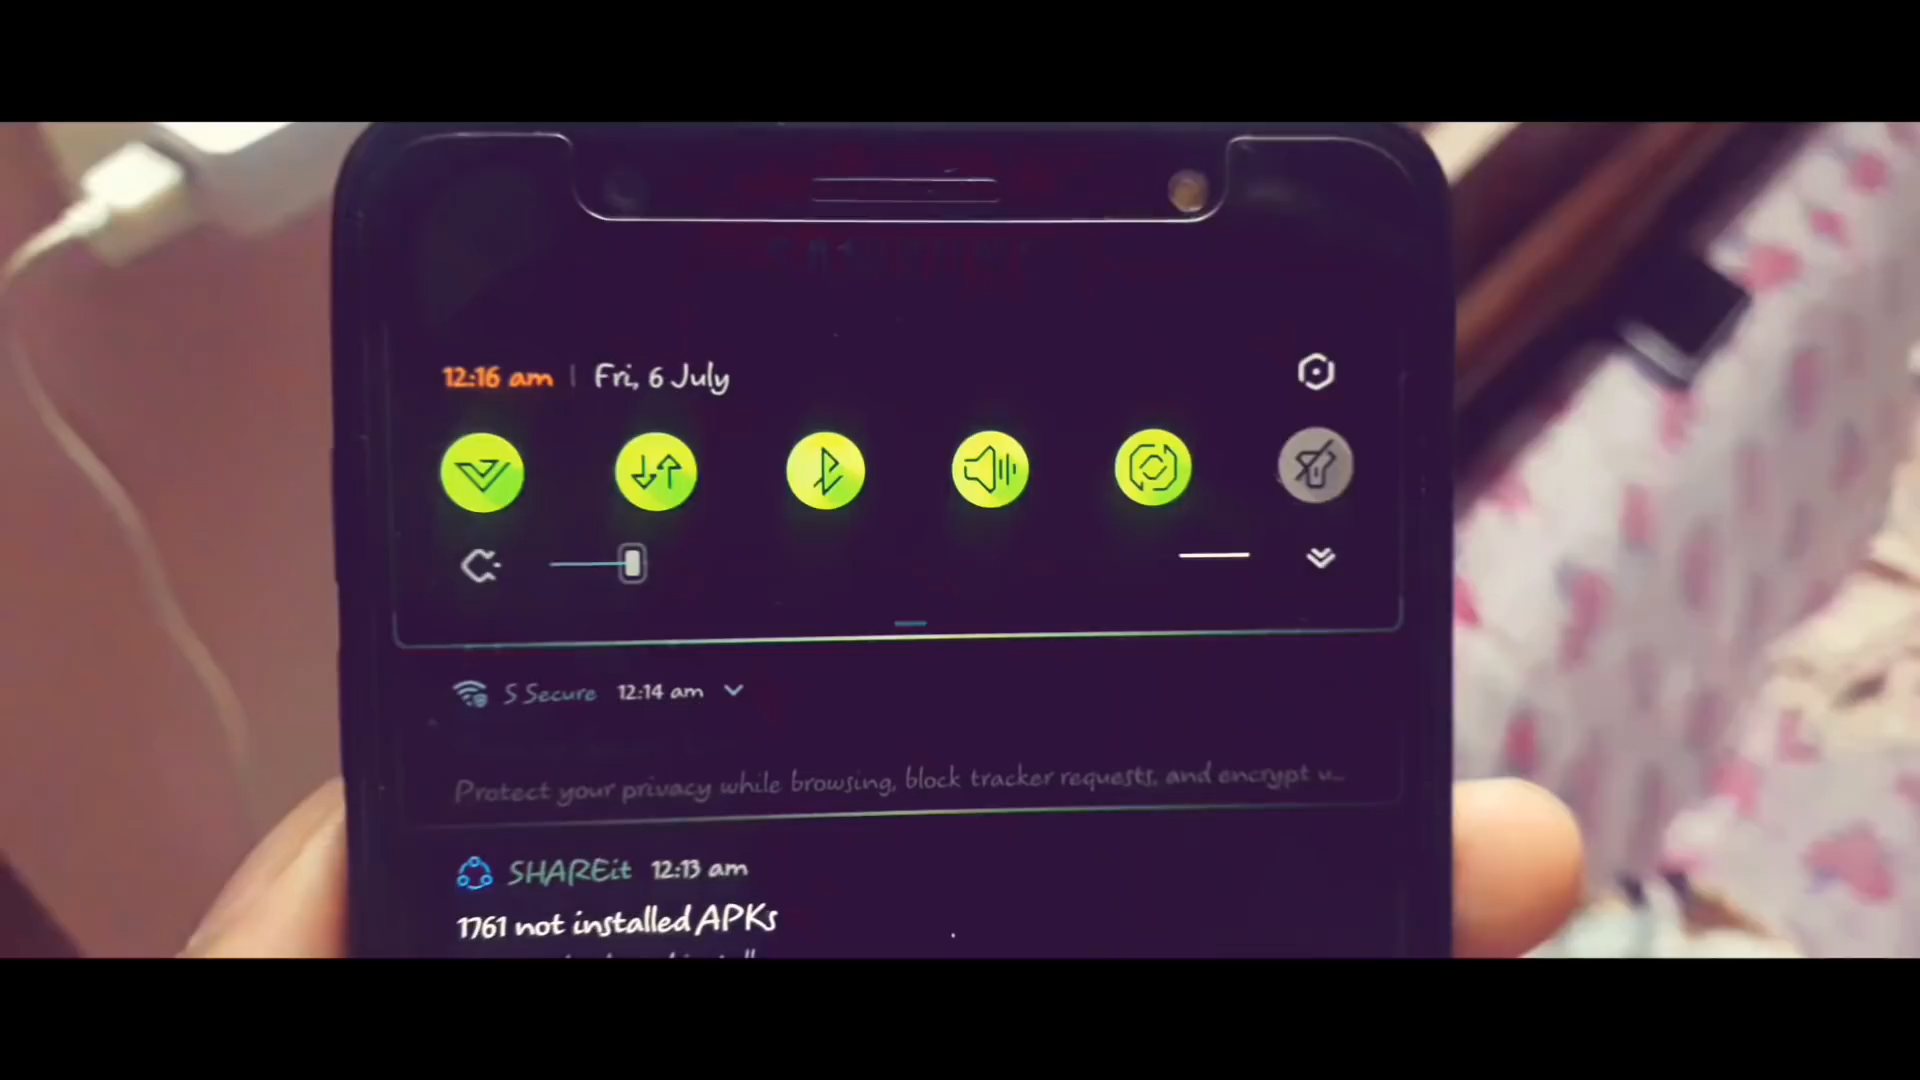 12:16 am | Fri, 6 July
S Secure 12:14 am
Protect your privacy while browsing, block tracker requests, and encrypt u...
SHAREit 12:13 am
1761 not installed APKs